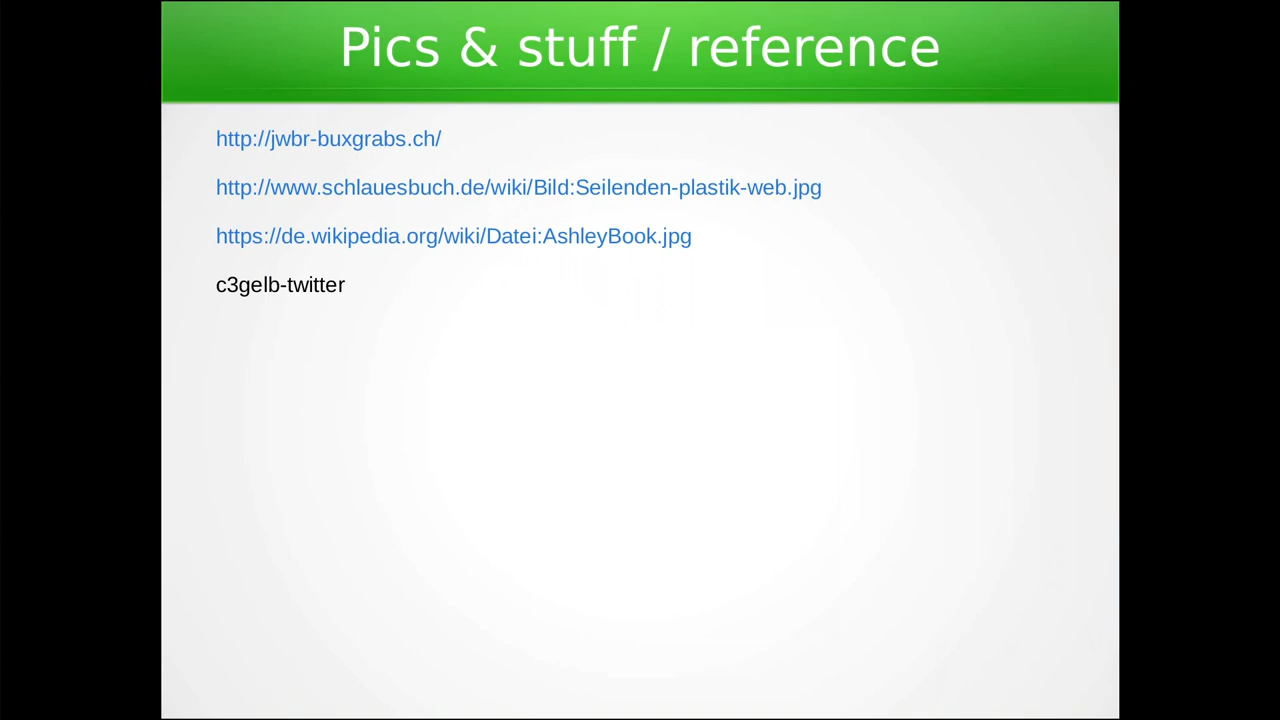 Pics & stuff / reference
http://jwbr-buxgrabs.ch/
http://www.schlauesbuch.de/wiki/Bild:Seilenden-plastik-web.jpg
https://de.wikipedia.org/wiki/Datei:AshleyBook.jpg
c3gelb-twitter